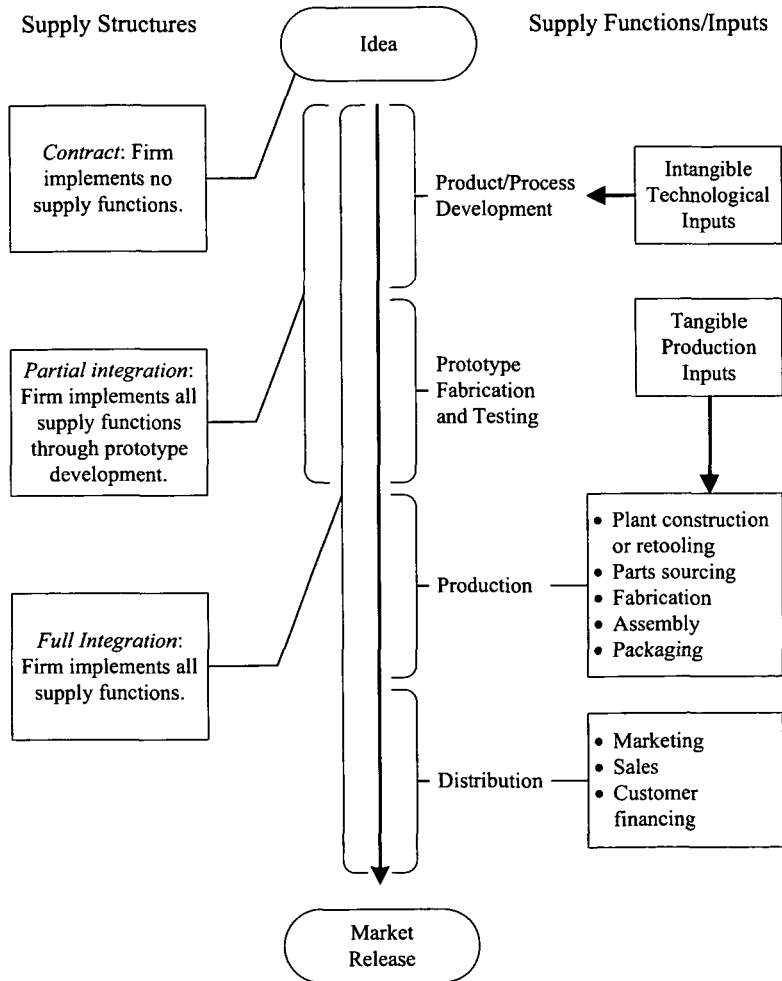 Supply Structures
Idea
Supply Functions/Inputs
Contract: Firm
implements no
supply functions.
Product/Process
Development
Intangible
Technological
Inputs
Partial integration:
Firm implements all
supply functions
through prototype
development.
Prototype
Fabrication
and Testing
Tangible
Production
Inputs
Full Integration:
Firm implements all
supply functions.
Production
• Plant construction
or retooling
• Parts sourcing
• Fabrication
• Assembly
• Packaging
Distribution
• Marketing
• Sales
• Customer
financing
Market
Release